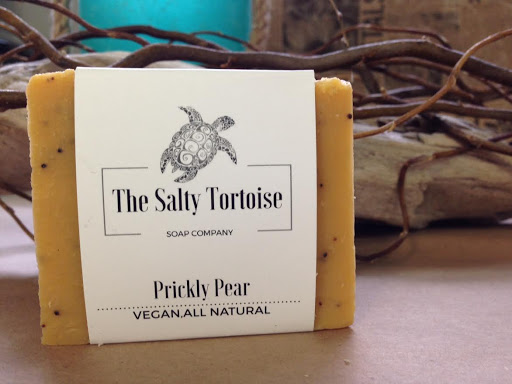 The Salty Tortoise
SOAP COMPANY
Prickly Pear
VEGAN,ALL NATURAL